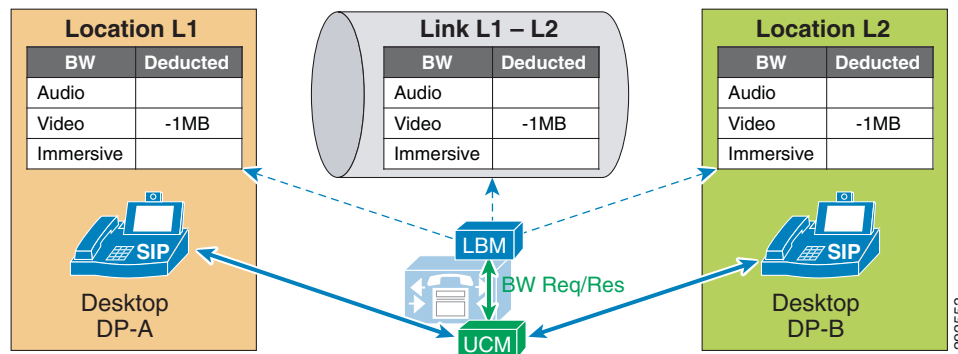 Location L1
BW Deducted
Audio
Video -1MB
Immersive
SIP
Desktop
DP-A
Link L1 – L2
BW Deducted
Audio
Video -1MB
Immersive
LBM
BW Req/Res
UCM
Location L2
BW Deducted
Audio
Video -1MB
Immersive
SIP
Desktop
DP-B